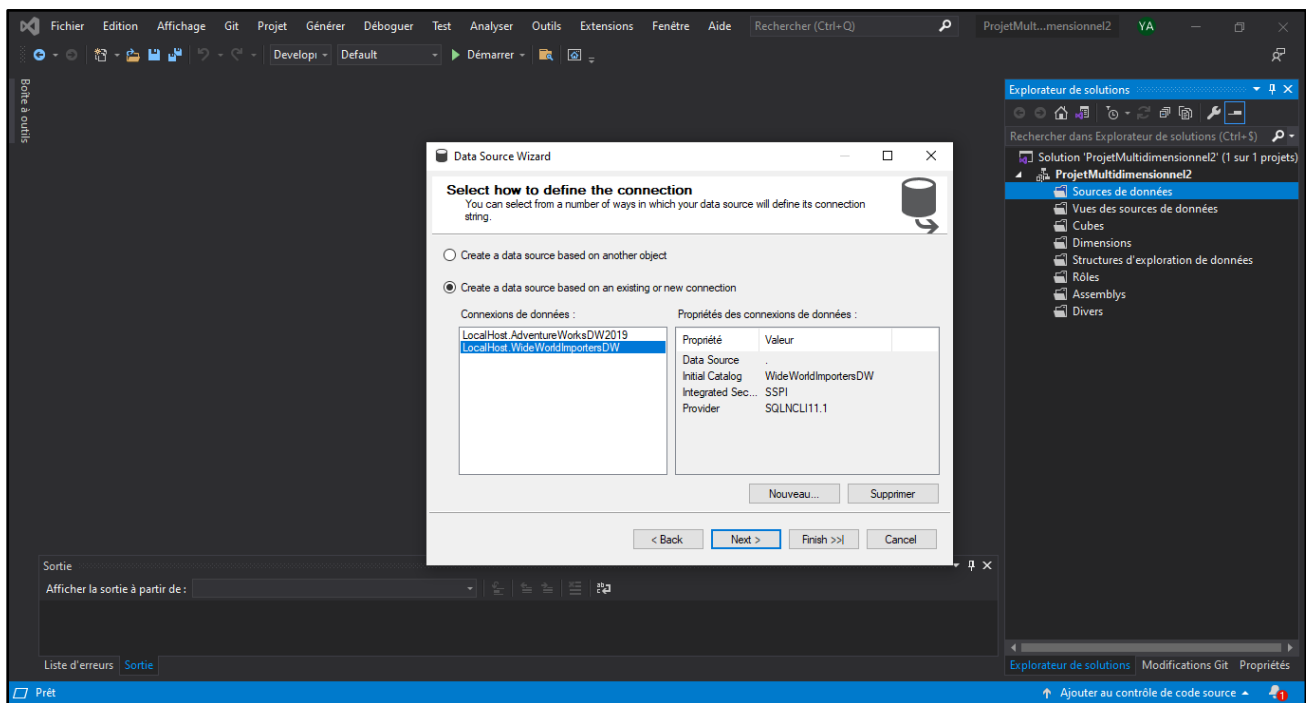 Fichier Edition Affichage Git Projet Générer Déboguer Test Analyser Outils Extensions Fenêtre Aide Rechercher (Ctrl+Q) ProjetMult...mensionnel2 YA
Develop Default Démarrer
Boîte à outils
Explorateur de solutions
Rechercher dans Explorateur de solutions (Ctrl+$)
Solution 'ProjetMultidimensionnel2' (1 sur 1 projets)
ProjetMultidimensionnel2
Sources de données
Vues des sources de données
Cubes
Dimensions
Structures d'exploration de données
Rôles
Assemblys
Divers
Data Source Wizard
Select how to define the connection
You can select from a number of ways in which your data source will define its connection
string.
Create a data source based on another object
Create a data source based on an existing or new connection
Connexions de données : Propriétés des connexions de données :
LocalHost.AdventureWorksDW2019
LocalHost.WideWorldImportersDW
Propriété Valeur
Data Source .
Initial Catalog WideWorldImportersDW
Integrated Sec... SSPI
Provider SQLNCLI11.1
Nouveau... Supprimer
< Back Next > Finish >>| Cancel
Sortie
Afficher la sortie à partir de :
Liste d'erreurs Sortie
Explorateur de solutions Modifications Git Propriétés
Prêt Ajouter au contrôle de code source 1